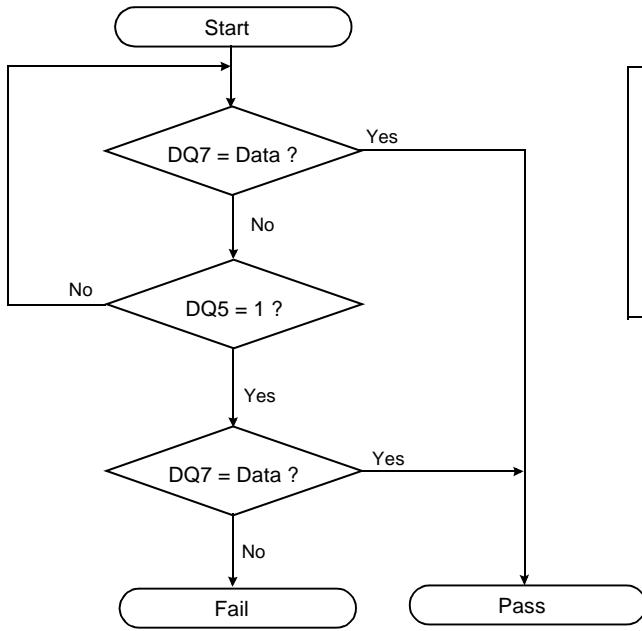 Start
DQ7 = Data ?
Yes
No
DQ5 = 1 ?
No
Yes
DQ7 = Data ?
Yes
No
Fail
Pass